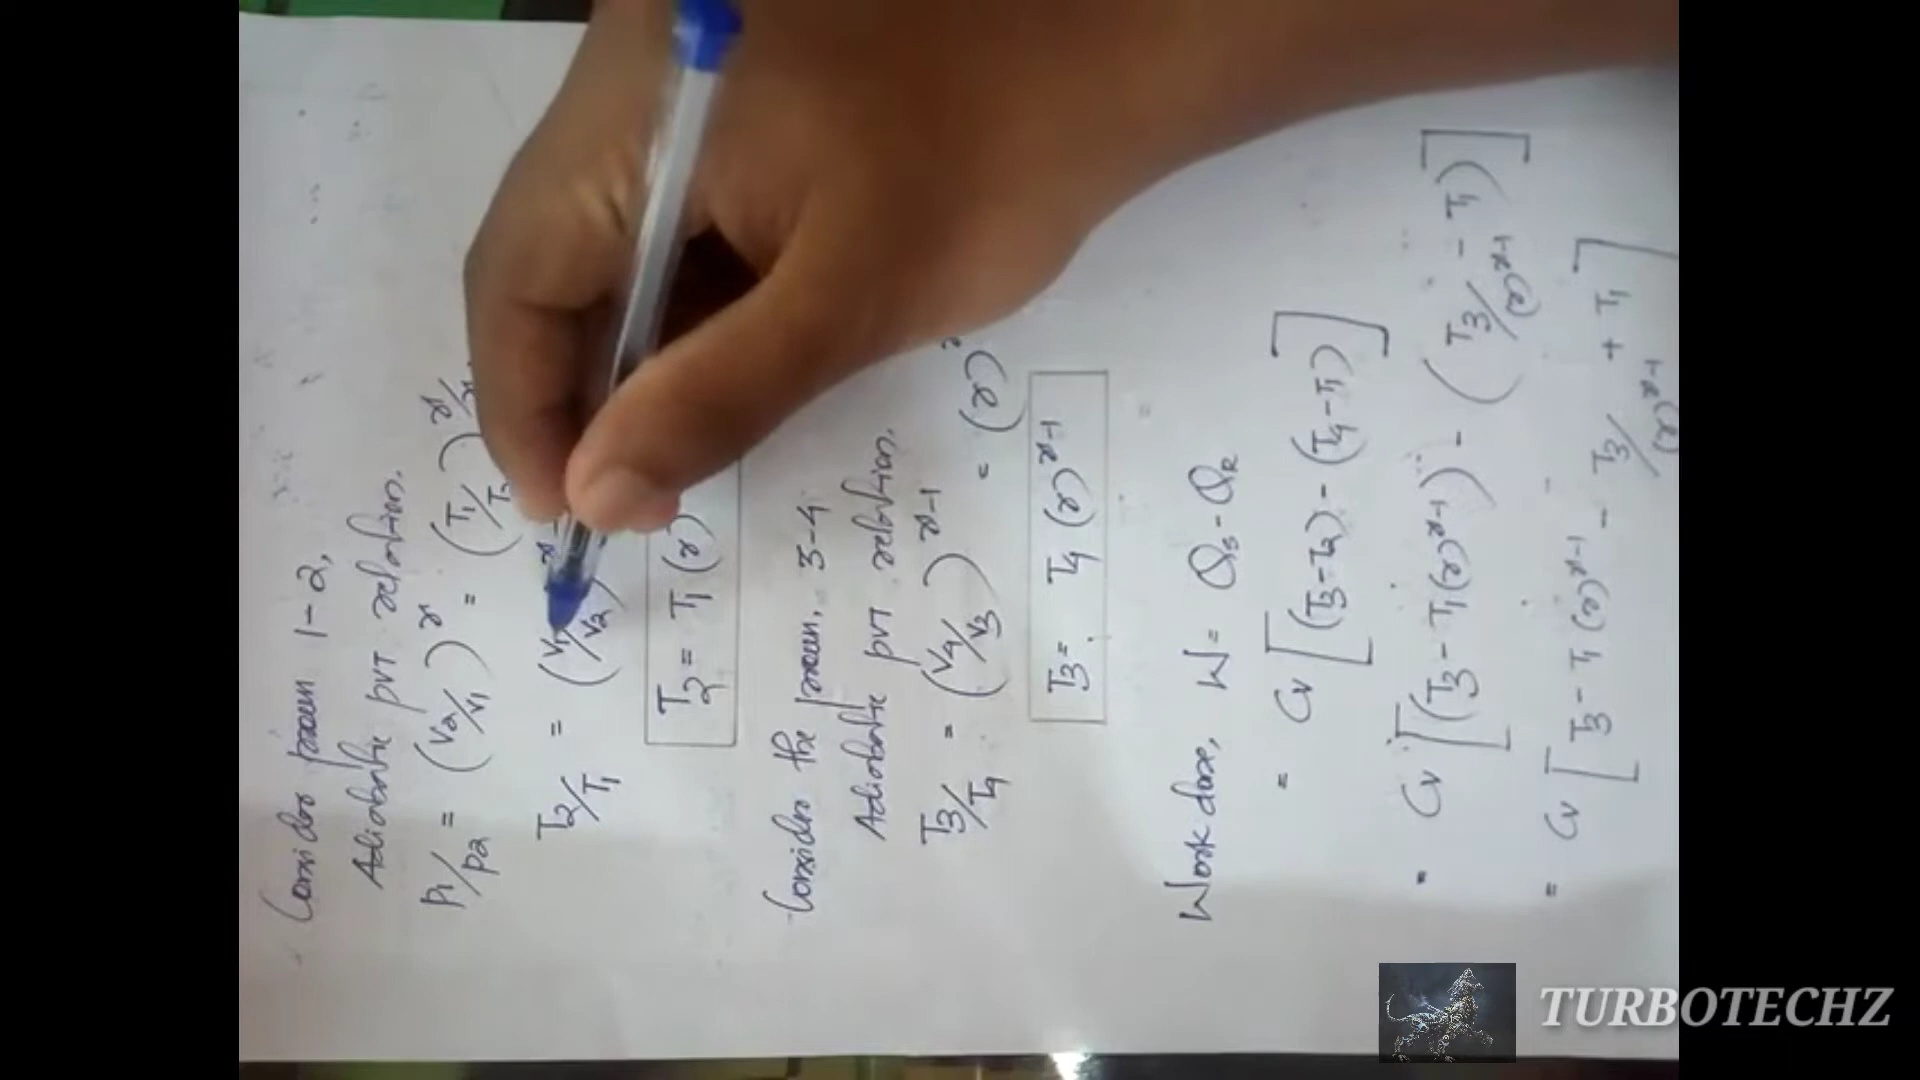 Consider process 1-2,
Adiabatic PVT relation.
P1/P2 = (V2/V1)^γ = (T1/T2)^γ/γ-
T2/T1 = (V1/V2)^γ-
T2 = T1 (r)
Consider the process, 3-4
Adiabatic PVT relation.
T3/T4 = (V4/V3)^γ-1 = (r)
T3 = T4 (r)^γ-1
Work done, W = QS - QR
= Cv [(T3-T2) - (T4-T1)]
= Cv [(T3 - T1(r)^γ-1) - (T3/(r)^γ-1 - T1)]
= Cv [T3 - T1(r)^γ-1 - T3/(r)^γ-1 + T1]
TURBOTECHZ